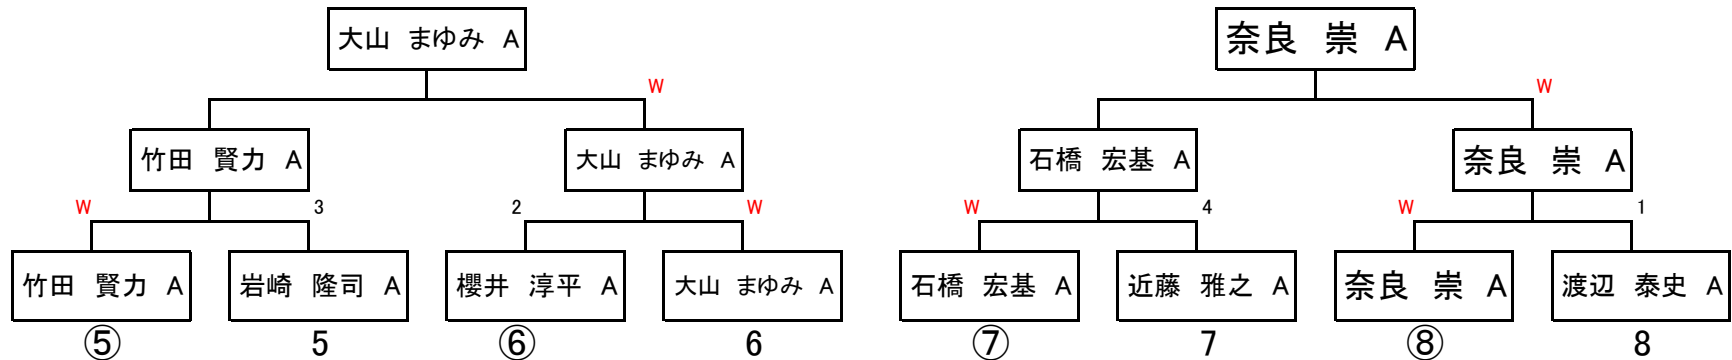 大山 まゆみ A 奈良 崇 A
W W
竹田 賢力 A 大山 まゆみ A 石橋 宏基 A 奈良 崇 A
W 3 2 W W 4 W 1
竹田 賢力 A 岩崎 隆司 A 櫻井 淳平 A 大山 まゆみ A 石橋 宏基 A 近藤 雅之 A 奈良 崇 A 渡辺 泰史 A
⑤ 5 ⑥ 6 ⑦ 7 ⑧ 8